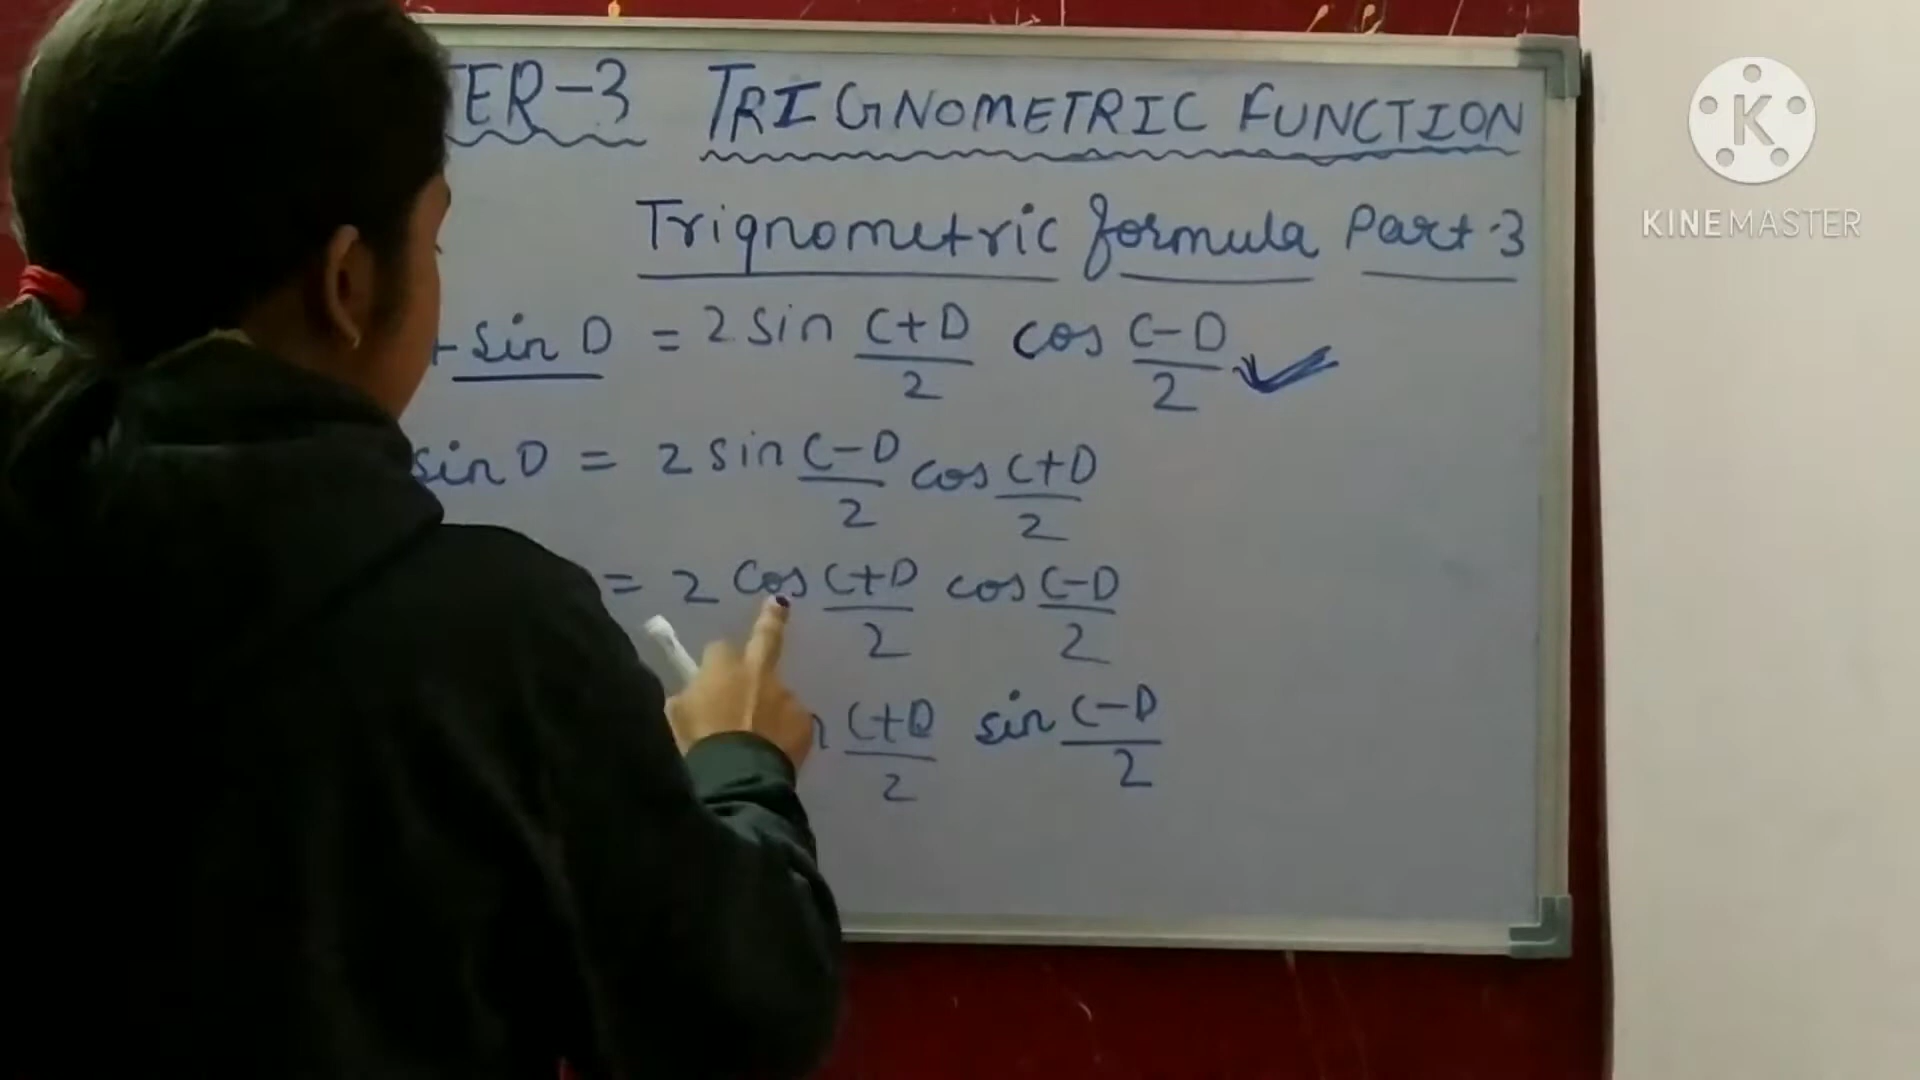 TER-3 TRIGNOMETRIC FUNCTION
Trignometric formula Part-3
+ sin D = 2 sin C+D/2 cos C-D/2 ✓
sin D = 2 sin C-D/2 cos C+D/2
= 2 cos C+D/2 cos C-D/2
C+D/2 sin C-D/2
K
KINEMASTER